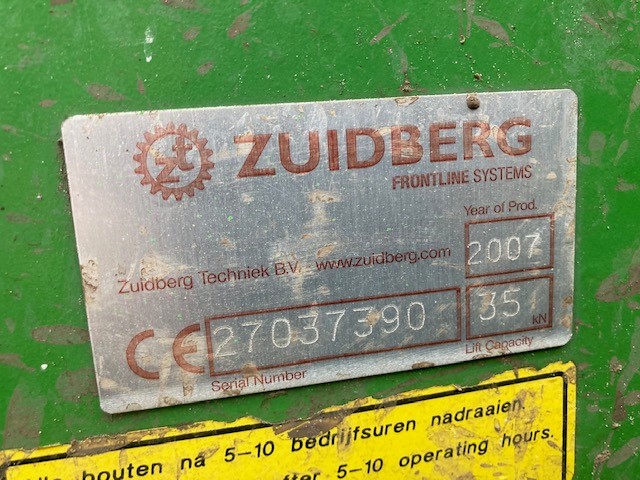 zt ZUIDBERG
FRONTLINE SYSTEMS
Year of Prod.
Zuidberg Techniek B.V. - www.zuidberg.com 2007
CE 27037390 35 kN
Serial Number Lift Capacity
bouten na 5-10 bedrijfsuren nadraaien.
5-10 operating hours.